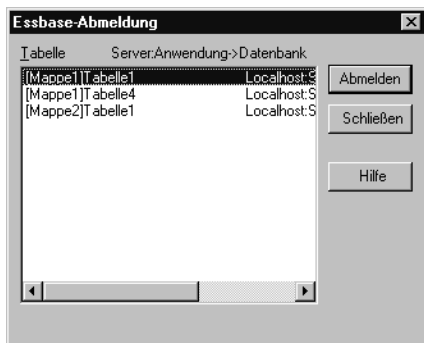 Essbase-Abmeldung
Tabelle Server:Anwendung->Datenbank
[Mappe1]Tabelle1 Localhost:S
[Mappe1]Tabelle4 Localhost:S
[Mappe2]Tabelle1 Localhost:S
Abmelden
Schließen
Hilfe